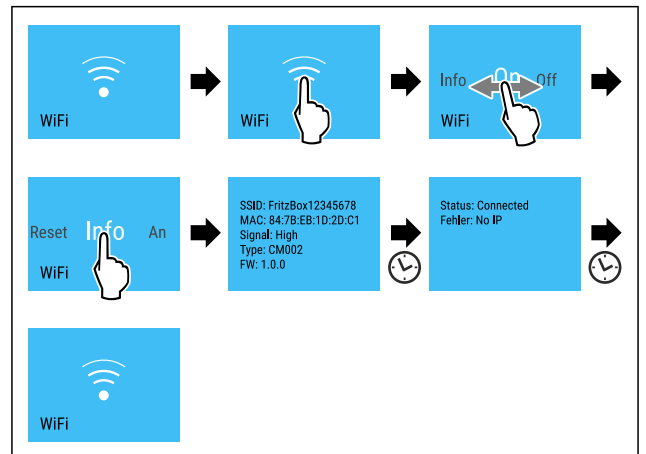 WiFi
WiFi
Info On Off
WiFi
Reset Info An
WiFi
SSID: FritzBox12345678
MAC: 84:7B:EB:1D:2D:C1
Signal: High
Type: CM002
FW: 1.0.0
Status: Connected
Fehler: No IP
WiFi